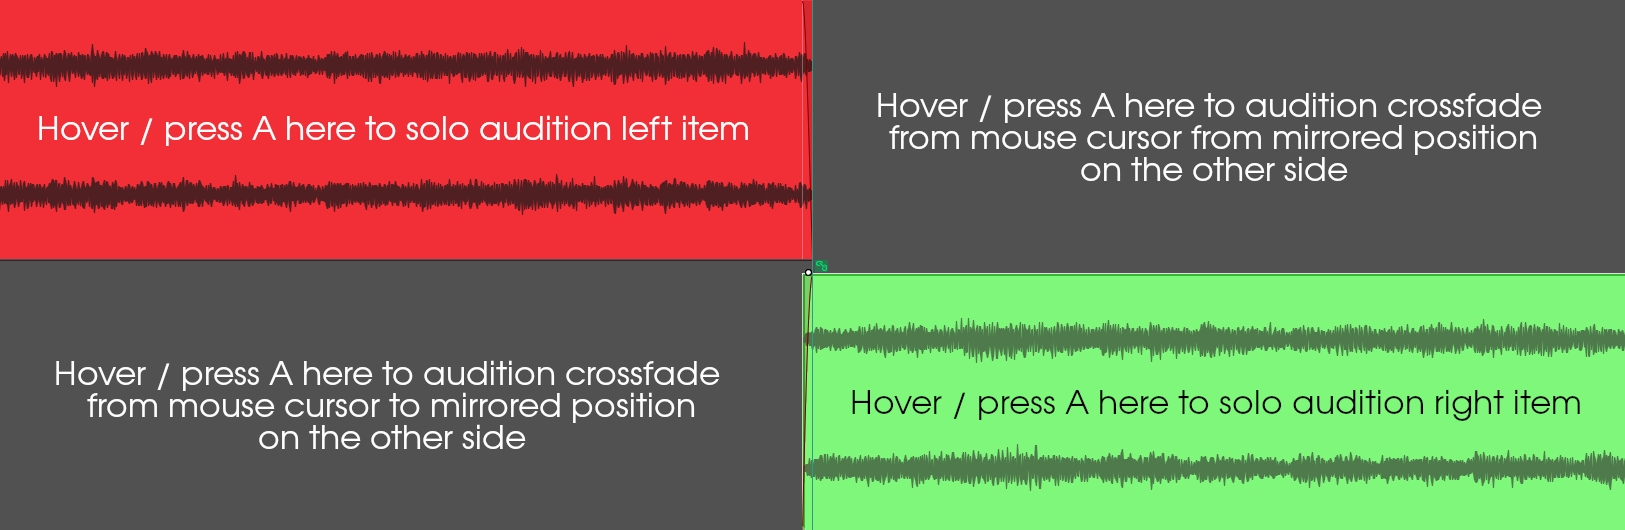 Hover / press A here to solo audition left item
Hover / press A here to audition crossfade
from mouse cursor from mirrored position
on the other side
Hover / press A here to audition crossfade
from mouse cursor to mirrored position
on the other side
Hover / press A here to solo audition right item